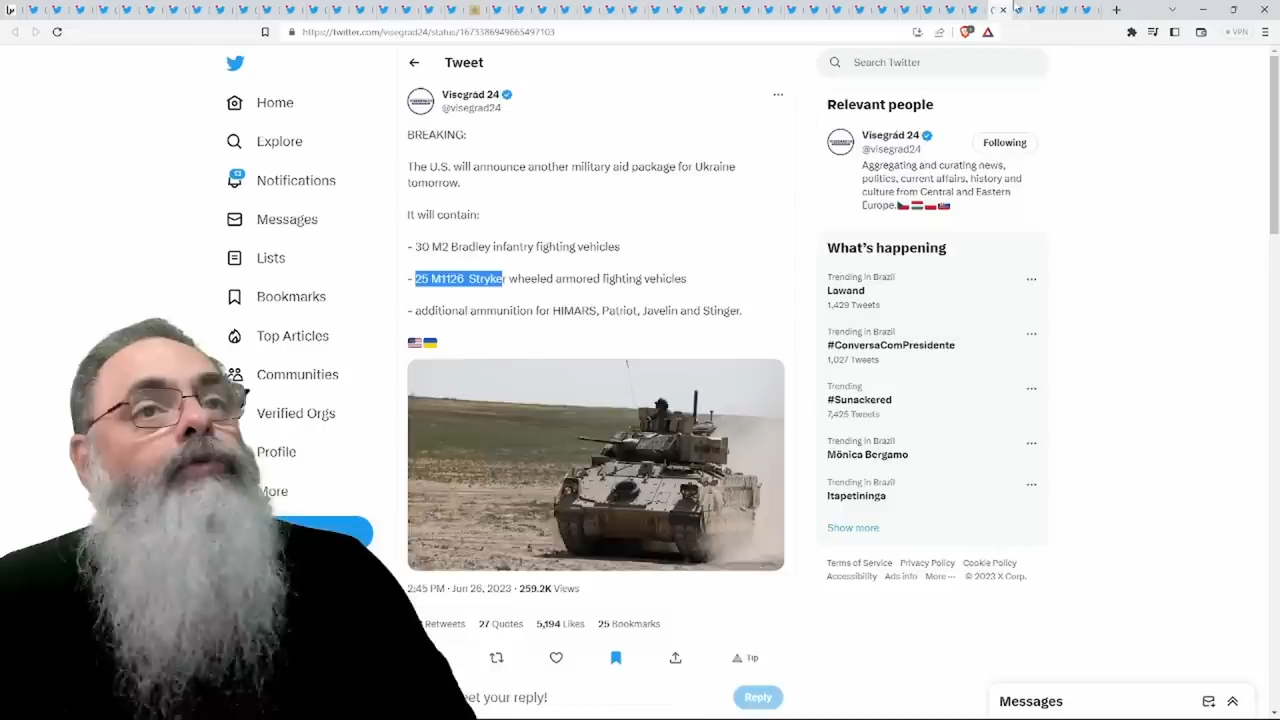 https://twitter.com/visegrad24/status/1673386949665497103
VPN
Home
Explore
Notifications
Messages
Lists
Bookmarks
Top Articles
Communities
Verified Orgs
Profile
More
Tweet
Visegrád 24
@visegrad24
BREAKING:
The U.S. will announce another military aid package for Ukraine
tomorrow.
It will contain:
- 30 M2 Bradley infantry fighting vehicles
- 25 M1126 Stryker wheeled armored fighting vehicles
- additional ammunition for HIMARS, Patriot, Javelin and Stinger.
2:45 PM · Jun 26, 2023 · 259.2K Views
Retweets 27 Quotes 5,194 Likes 25 Bookmarks
Tip
eet your reply!
Reply
Search Twitter
Relevant people
Visegrád 24
@visegrad24
Following
Aggregating and curating news,
politics, current affairs, history and
culture from Central and Eastern
Europe.
What's happening
Trending in Brazil
Lawand
1,429 Tweets
Trending in Brazil
#ConversaComPresidente
1,027 Tweets
Trending
#Sunackered
7,425 Tweets
Trending in Brazil
Mônica Bergamo
Trending in Brazil
Itapetininga
Show more
Terms of Service Privacy Policy Cookie Policy
Accessibility Ads info More ··· © 2023 X Corp.
Messages